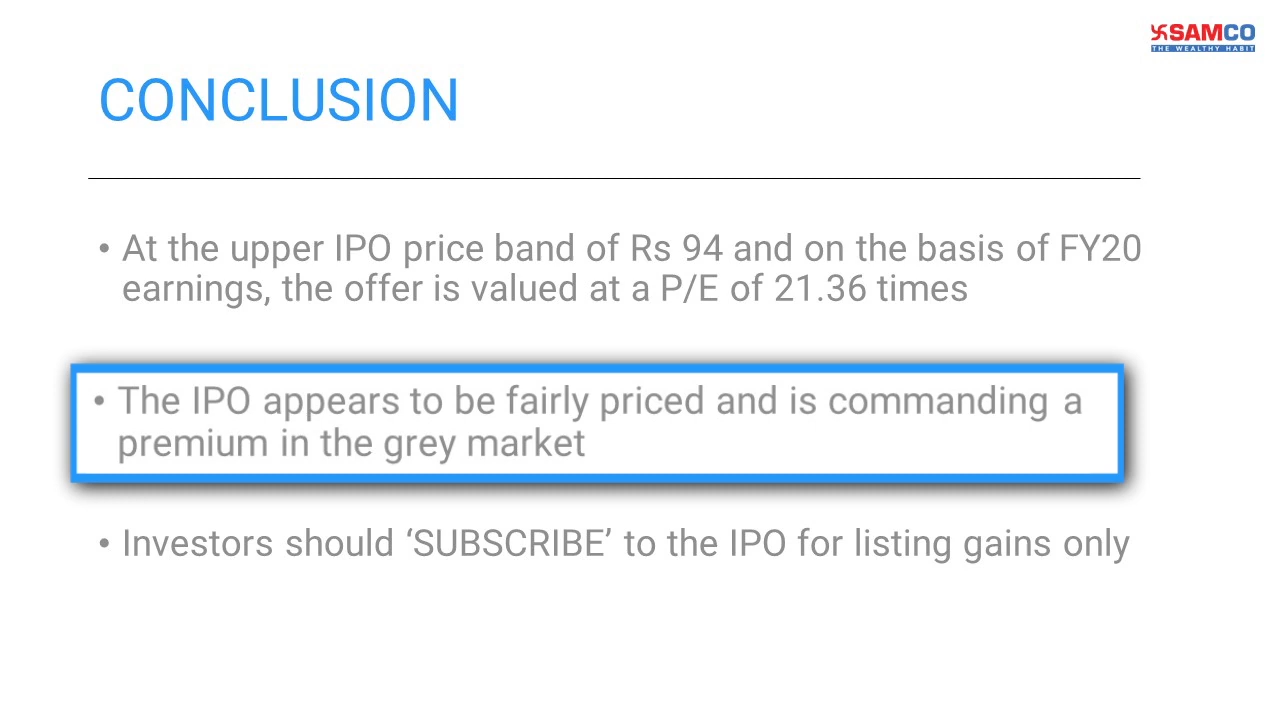 SAMCO
THE WEALTHY HABIT
CONCLUSION
• At the upper IPO price band of Rs 94 and on the basis of FY20
earnings, the offer is valued at a P/E of 21.36 times
• The IPO appears to be fairly priced and is commanding a
premium in the grey market
• Investors should ‘SUBSCRIBE’ to the IPO for listing gains only